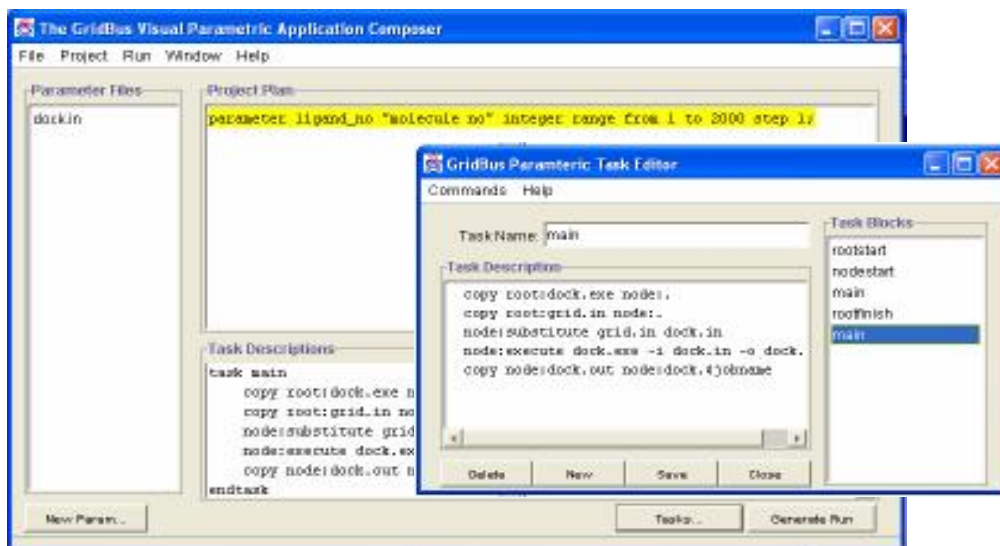 The GridBus Visual Parametric Application Composer
File Project Run Window Help
Parameter Files
dock.in
Project Plan
parameter ligand_no "molecule no" integer range from 1 to 2000 step 1;
Task Descriptions
task main
copy root:dock.exe n
copy root:grid.in no
node:substitute grid
node:execute dock.ex
copy node:dock.out n
endtask
New Param...
Tasks...
Generate Run
GridBus Paramteric Task Editor
Commands Help
Task Name: main
Task Description
copy root:dock.exe node:.
copy root:grid.in node:.
node:substitute grid.in dock.in
node:execute dock.exe -i dock.in -o dock.
copy node:dock.out node:dock.$jobname
Delete New Save Close
Task Blocks
rootstart
nodestart
main
rootfinish
main